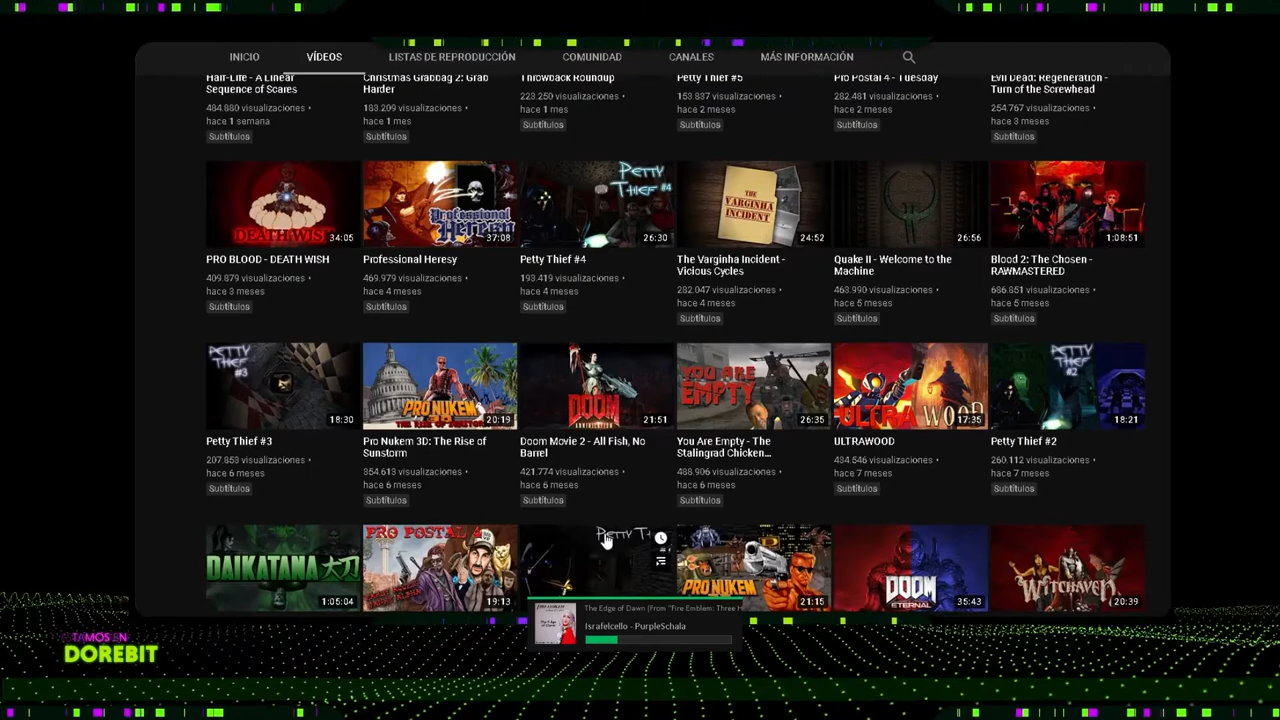 INICIO
VÍDEOS
LISTAS DE REPRODUCCIÓN
COMUNIDAD
CANALES
MÁS INFORMACIÓN
Half-Life - A Linear
Sequence of Scares
484.880 visualizaciones •
hace 1 semana
Subtítulos
Christmas Grabbag 2: Grab
Harder
183.209 visualizaciones •
hace 1 mes
Subtítulos
Throwback Roundup
223.250 visualizaciones •
hace 1 mes
Subtítulos
Petty Thief #5
153.837 visualizaciones •
hace 2 meses
Subtítulos
Pro Postal 4 - Tuesday
282.481 visualizaciones •
hace 2 meses
Subtítulos
Evil Dead: Regeneration -
Turn of the Screwhead
254.767 visualizaciones •
hace 3 meses
Subtítulos
DEATH WISH
34:05
PRO BLOOD - DEATH WISH
409.879 visualizaciones •
hace 3 meses
Subtítulos
Professional
Heresy
37:08
Professional Heresy
469.979 visualizaciones •
hace 4 meses
Subtítulos
PETTY
THIEF #4
26:30
Petty Thief #4
193.419 visualizaciones •
hace 4 meses
Subtítulos
THE
VARGINHA
INCIDENT
24:52
The Varginha Incident -
Vicious Cycles
282.047 visualizaciones •
hace 4 meses
Subtítulos
26:56
Quake II - Welcome to the
Machine
463.990 visualizaciones •
hace 5 meses
Subtítulos
1:08:51
Blood 2: The Chosen -
RAWMASTERED
686.851 visualizaciones •
hace 5 meses
Subtítulos
PETTY
THIEF
#3
18:30
Petty Thief #3
207.853 visualizaciones •
hace 6 meses
Subtítulos
PRO NUKEM
3D
20:19
Pro Nukem 3D: The Rise of
Sunstorm
354.613 visualizaciones •
hace 6 meses
Subtítulos
DOOM
ANNIHILATION
21:51
Doom Movie 2 - All Fish, No
Barrel
421.774 visualizaciones •
hace 6 meses
Subtítulos
YOU ARE
EMPTY
26:35
You Are Empty - The
Stalingrad Chicken...
488.906 visualizaciones •
hace 6 meses
Subtítulos
ULTRAWOOD
17:35
ULTRAWOOD
434.546 visualizaciones •
hace 7 meses
Subtítulos
PETTY
THIEF
#2
18:21
Petty Thief #2
260.112 visualizaciones •
hace 7 meses
Subtítulos
DAIKATANA 大刀
1:05:04
PRO POSTAL 4
19:13
PETTY
PRO NUKEM
21:15
DOOM
ETERNAL
35:43
WITCHAVEN
20:39
The Edge of Dawn (From "Fire Emblem: Three H
Israfelcello - PurpleSchala
TAMOS EN
DOREBIT